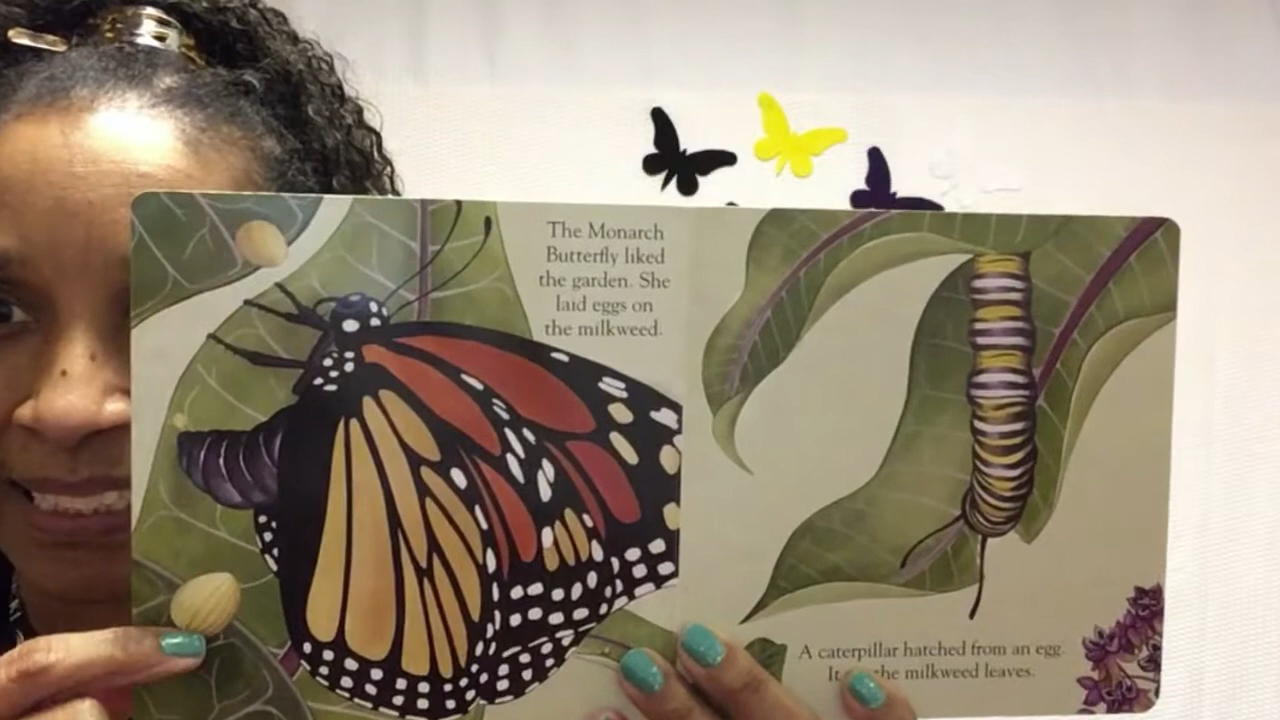 The Monarch
Butterfly liked
the garden. She
laid eggs on
the milkweed.
A caterpillar hatched from an egg.
It the milkweed leaves.